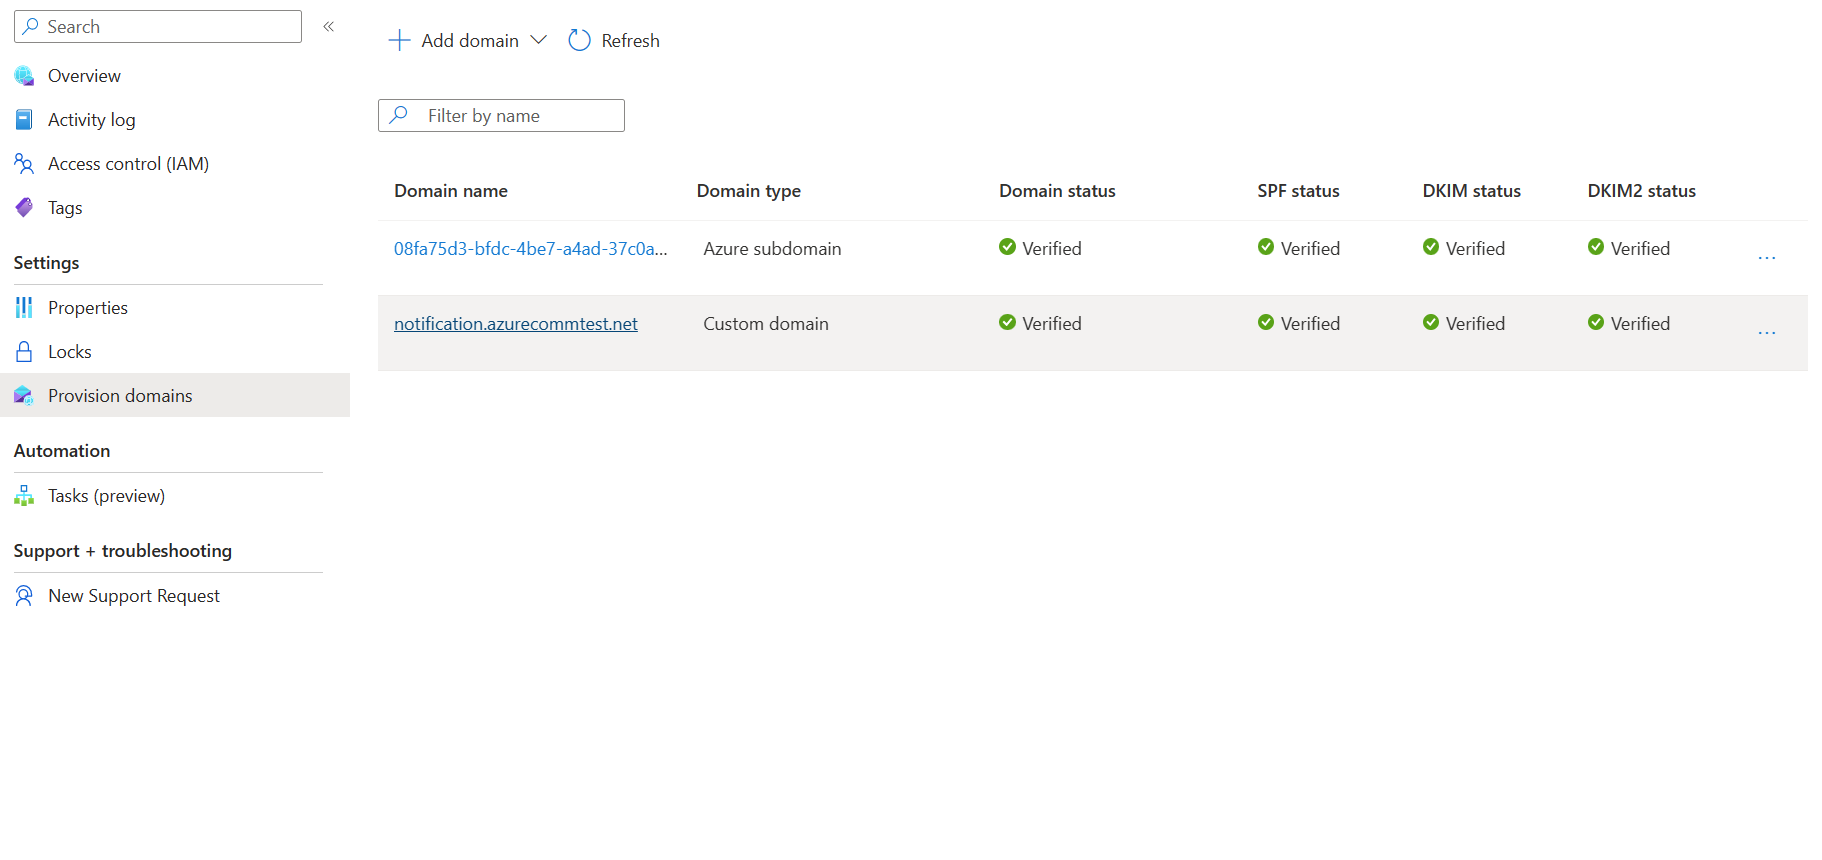 Search
«
Overview
Activity log
Access control (IAM)
Tags
Settings
Properties
Locks
Provision domains
Automation
Tasks (preview)
Support + troubleshooting
New Support Request
Add domain
Refresh
Filter by name
Domain name Domain type Domain status SPF status DKIM status DKIM2 status
08fa75d3-bfdc-4be7-a4ad-37c0a... Azure subdomain Verified Verified Verified Verified ...
notification.azurecommtest.net Custom domain Verified Verified Verified Verified ...